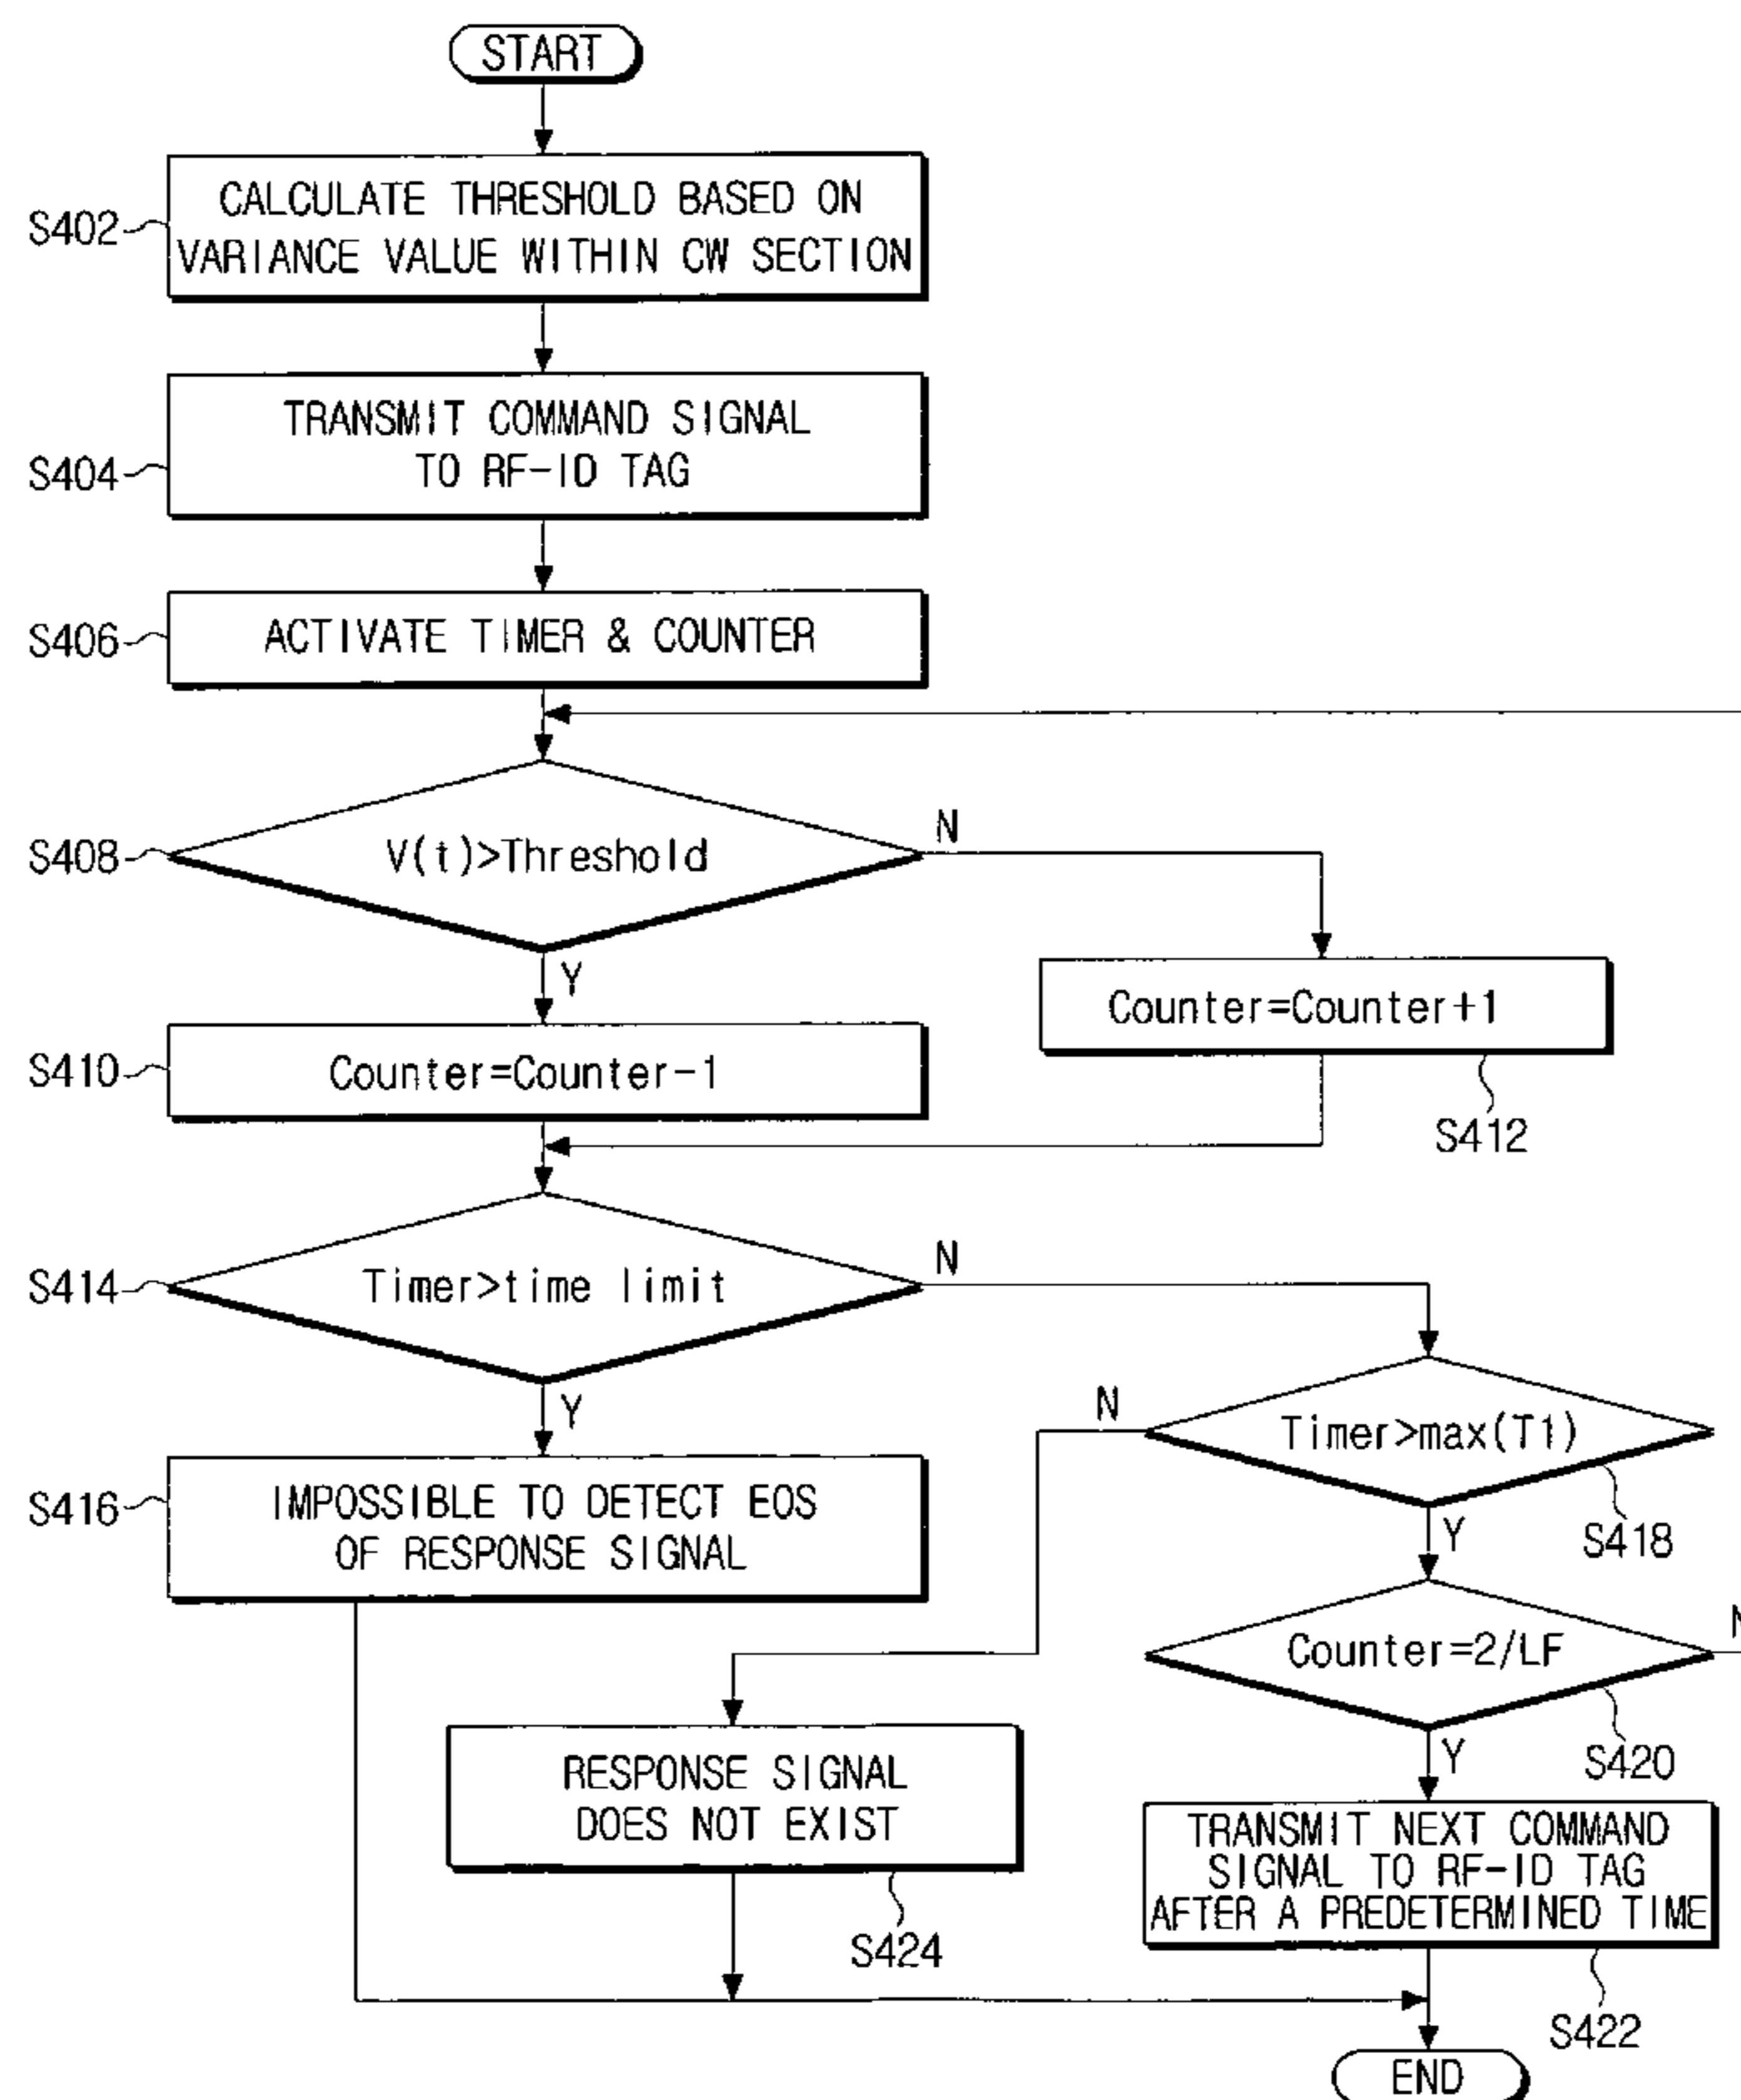 START
S402
CALCULATE THRESHOLD BASED ON
VARIANCE VALUE WITHIN CW SECTION
S404
TRANSMIT COMMAND SIGNAL
TO RF-ID TAG
S406
ACTIVATE TIMER & COUNTER
S408
V(t)>Threshold
N
Y
S410
Counter=Counter-1
Counter=Counter+1
S412
S414
Timer>time limit
N
Y
S416
IMPOSSIBLE TO DETECT EOS
OF RESPONSE SIGNAL
N
Timer>max(T1)
S418
Y
Counter=2/LF
N
S420
Y
RESPONSE SIGNAL
DOES NOT EXIST
S424
TRANSMIT NEXT COMMAND
SIGNAL TO RF-ID TAG
AFTER A PREDETERMINED TIME
S422
END